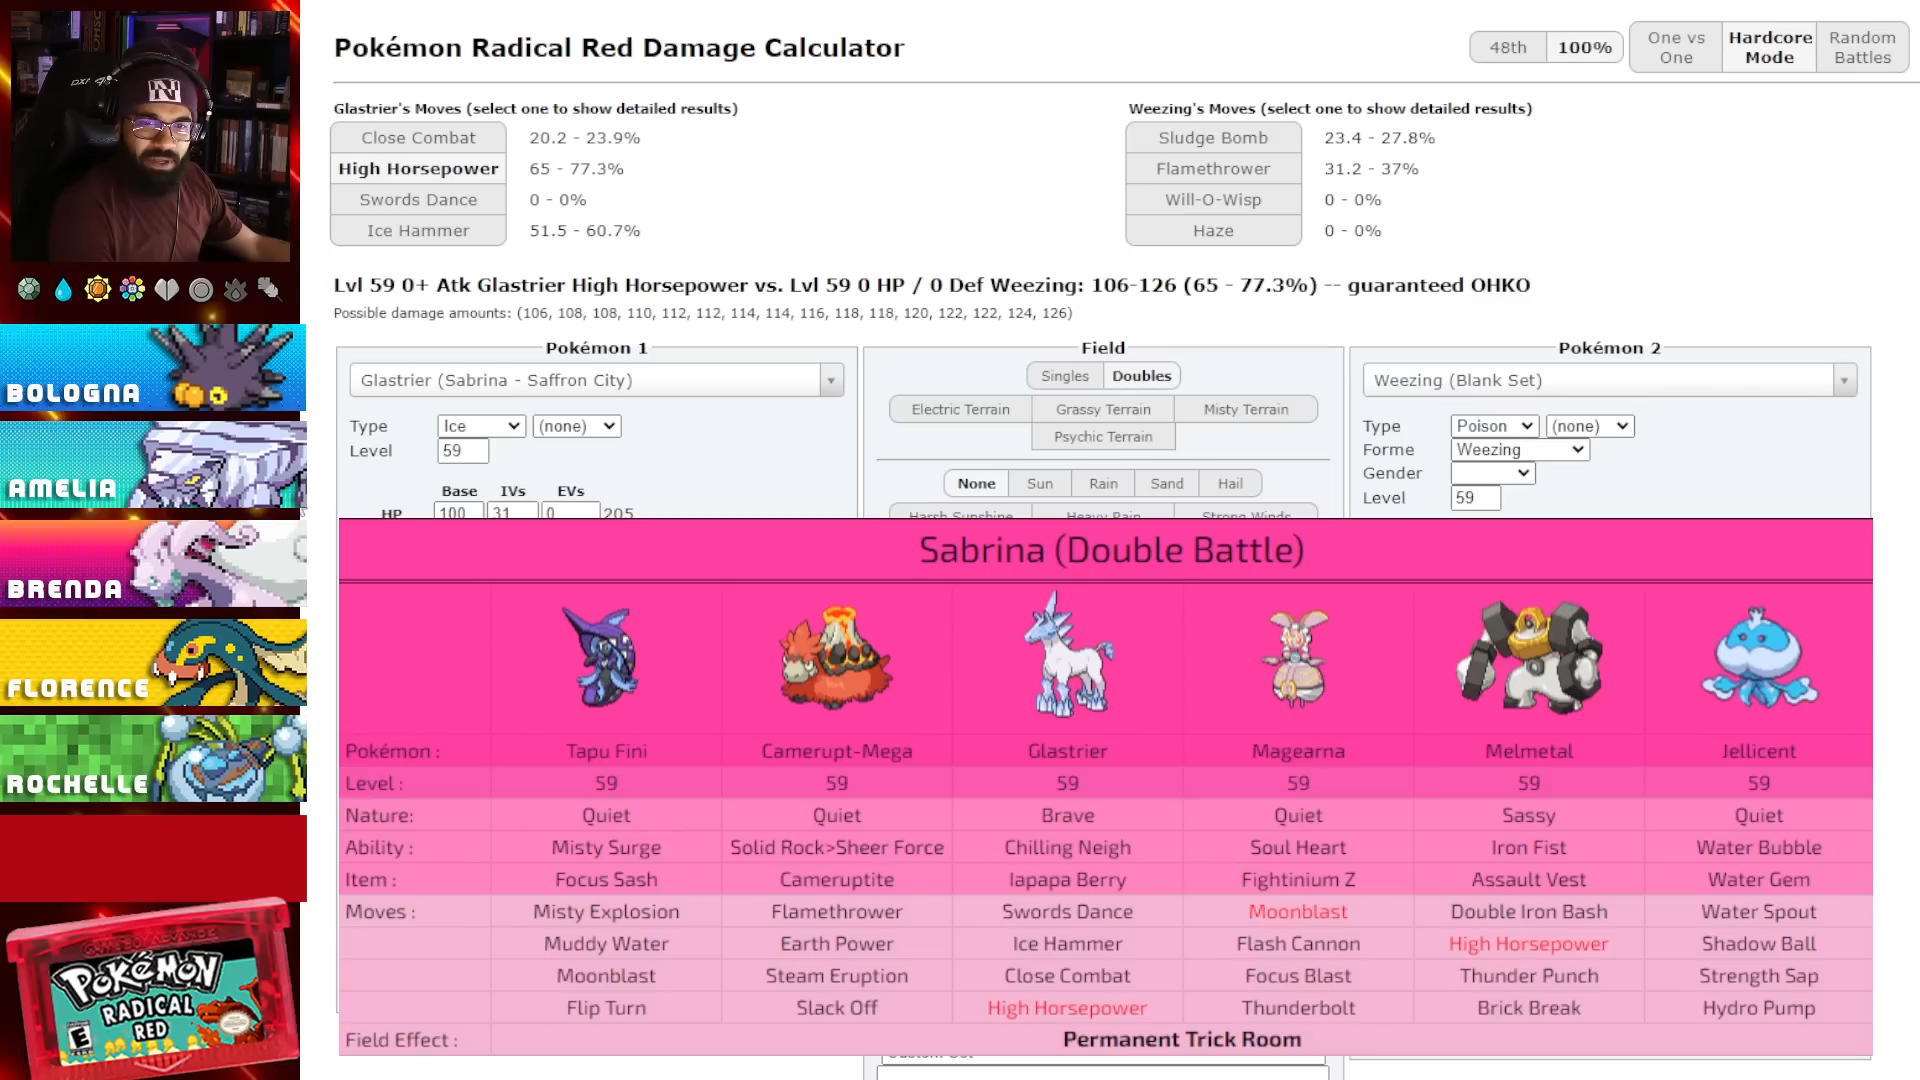 Pokémon Radical Red Damage Calculator
48th 100% One vs One Hardcore Mode Random Battles
Glastrier's Moves (select one to show detailed results)
Close Combat 20.2 - 23.9%
High Horsepower 65 - 77.3%
Swords Dance 0 - 0%
Ice Hammer 51.5 - 60.7%
Weezing's Moves (select one to show detailed results)
Sludge Bomb 23.4 - 27.8%
Flamethrower 31.2 - 37%
Will-O-Wisp 0 - 0%
Haze 0 - 0%
Lvl 59 0+ Atk Glastrier High Horsepower vs. Lvl 59 0 HP / 0 Def Weezing: 106-126 (65 - 77.3%) -- guaranteed OHKO
Possible damage amounts: (106, 108, 108, 110, 112, 112, 114, 114, 116, 118, 118, 120, 122, 122, 124, 126)
Pokémon 1
Glastrier (Sabrina - Saffron City)
Type Ice (none)
Level 59
Base IVs EVs
HP 100 31 0 205
Field
Singles Doubles
Electric Terrain Grassy Terrain Misty Terrain
Psychic Terrain
None Sun Rain Sand Hail
Harsh Sunshine Heavy Rain Strong Winds
Pokémon 2
Weezing (Blank Set)
Type Poison (none)
Forme Weezing
Gender
Level 59
Sabrina (Double Battle)
Pokémon : Tapu Fini Camerupt-Mega Glastrier Magearna Melmetal Jellicent
Level : 59 59 59 59 59 59
Nature: Quiet Quiet Brave Quiet Sassy Quiet
Ability : Misty Surge Solid Rock>Sheer Force Chilling Neigh Soul Heart Iron Fist Water Bubble
Item : Focus Sash Cameruptite Iapapa Berry Fightinium Z Assault Vest Water Gem
Moves : Misty Explosion Flamethrower Swords Dance Moonblast Double Iron Bash Water Spout
Muddy Water Earth Power Ice Hammer Flash Cannon High Horsepower Shadow Ball
Moonblast Steam Eruption Close Combat Focus Blast Thunder Punch Strength Sap
Flip Turn Slack Off High Horsepower Thunderbolt Brick Break Hydro Pump
Field Effect : Permanent Trick Room
BOLOGNA
AMELIA
BRENDA
FLORENCE
ROCHELLE
GAME BOY ADVANCE
POKéMON
RADICAL
RED
E
N